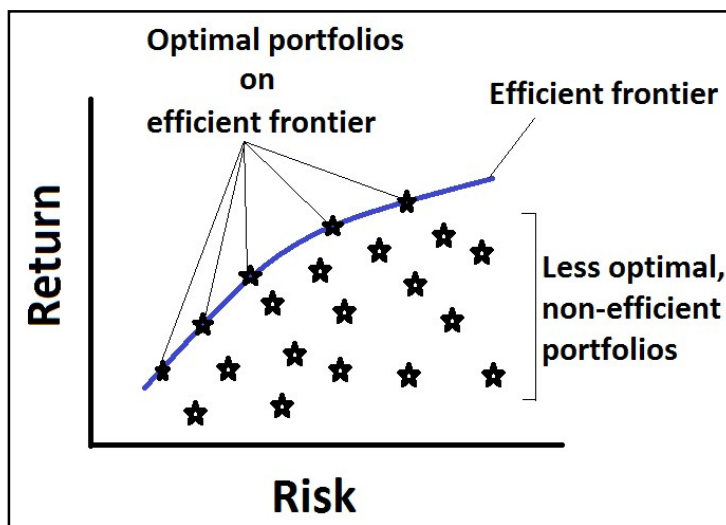 Optimal portfolios
on
efficient frontier
Efficient frontier
Return
Less optimal,
non-efficient
portfolios
Risk